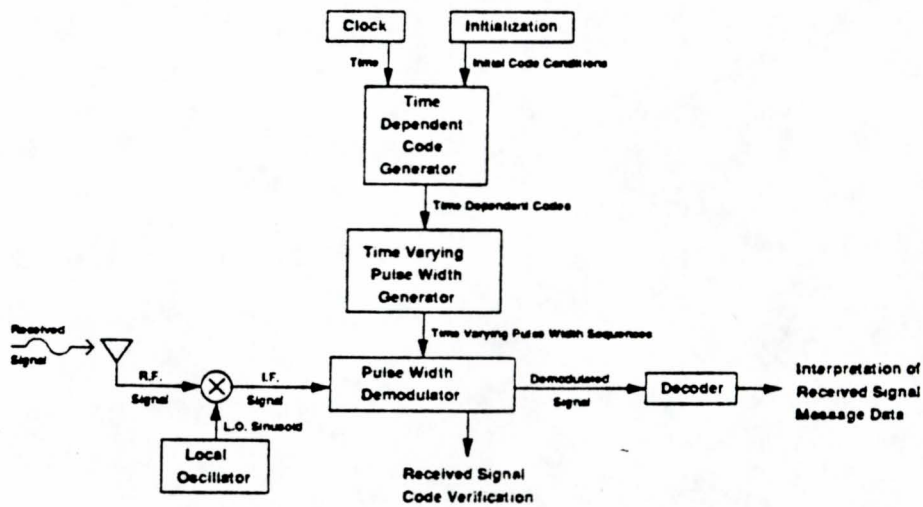 Clock
Initialization
Time
Initial Code Conditions
Time
Dependent
Code
Generator
Time Dependent Codes
Time Varying
Pulse Width
Generator
Time Varying Pulse Width Sequences
Received
Signal
R.F.
Signal
I.F.
Signal
Pulse Width
Demodulator
Demodulated
Signal
Decoder
Interpretation of
Received Signal
Message Data
L.O. Sinusoid
Local
Oscillator
Received Signal
Code Verification